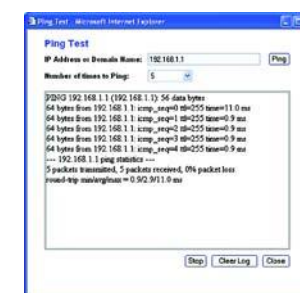 Ping Test - Microsoft Internet Explorer
Ping Test
IP Address or Domain Name: 192.168.1.1 Ping
Number of times to Ping: 5
PING 192.168.1.1 (192.168.1.1): 56 data bytes
64 bytes from 192.168.1.1: icmp_seq=0 ttl=255 time=11.0 ms
64 bytes from 192.168.1.1: icmp_seq=1 ttl=255 time=0.9 ms
64 bytes from 192.168.1.1: icmp_seq=2 ttl=255 time=0.9 ms
64 bytes from 192.168.1.1: icmp_seq=3 ttl=255 time=0.9 ms
64 bytes from 192.168.1.1: icmp_seq=4 ttl=255 time=0.9 ms
--- 192.168.1.1 ping statistics ---
5 packets transmitted, 5 packets received, 0% packet loss
round-trip min/avg/max = 0.9/2.9/11.0 ms
Stop Clear Log Close